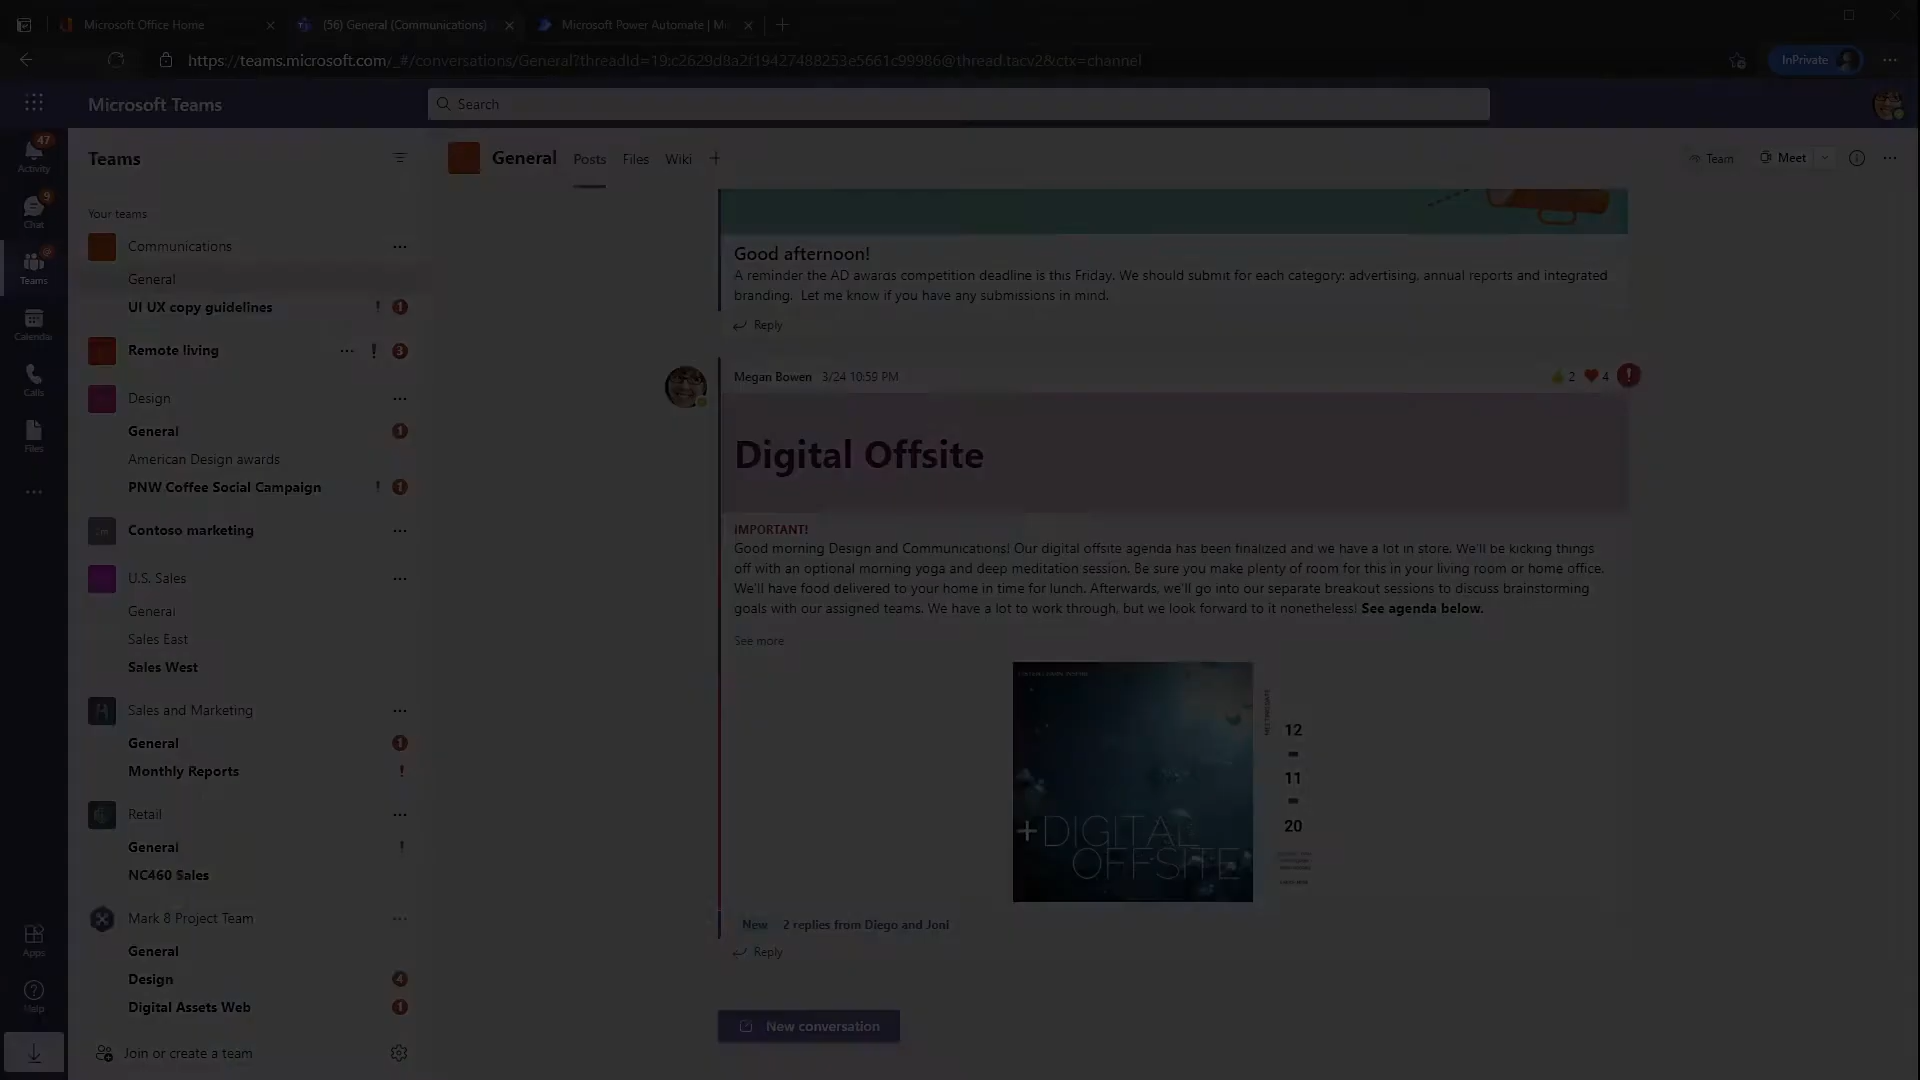 Microsoft Office Home
(56) General (Communications)
Microsoft Power Automate | M
https://teams.microsoft.com/_#/conversations/General?threadId=19:c2629d8a2f19427488253e5661c99986@thread.tacv2&ctx=channel
InPrivate
Microsoft Teams
Search
47
Activity
9
Chat
Teams
Calendar
Calls
Files
Apps
Help
Teams
Your teams
Communications
General
UI UX copy guidelines ! 1
Remote living ! 3
Design
General 1
American Design awards
PNW Coffee Social Campaign ! 1
Contoso marketing
U.S. Sales
General
Sales East
Sales West
Sales and Marketing
General 1
Monthly Reports !
Retail
General !
NC460 Sales
Mark 8 Project Team
General
Design 4
Digital Assets Web 1
Join or create a team
General Posts Files Wiki +
Team Meet
Good afternoon!
A reminder the AD awards competition deadline is this Friday. We should submit for each category: advertising, annual reports and integrated
branding. Let me know if you have any submissions in mind.
Reply
Megan Bowen 3/24 10:59 PM
2 4 !
Digital Offsite
IMPORTANT!
Good morning Design and Communications! Our digital offsite agenda has been finalized and we have a lot in store. We'll be kicking things
off with an optional morning yoga and deep meditation session. Be sure you make plenty of room for this in your living room or home office.
We'll have food delivered to your home in time for lunch. Afterwards, we'll go into our separate breakout sessions to discuss brainstorming
goals with our assigned teams. We have a lot to work through, but we look forward to it nonetheless! See agenda below.
See more
+DIGITAL
OFFSITE
12
11
20
New 2 replies from Diego and Joni
Reply
New conversation